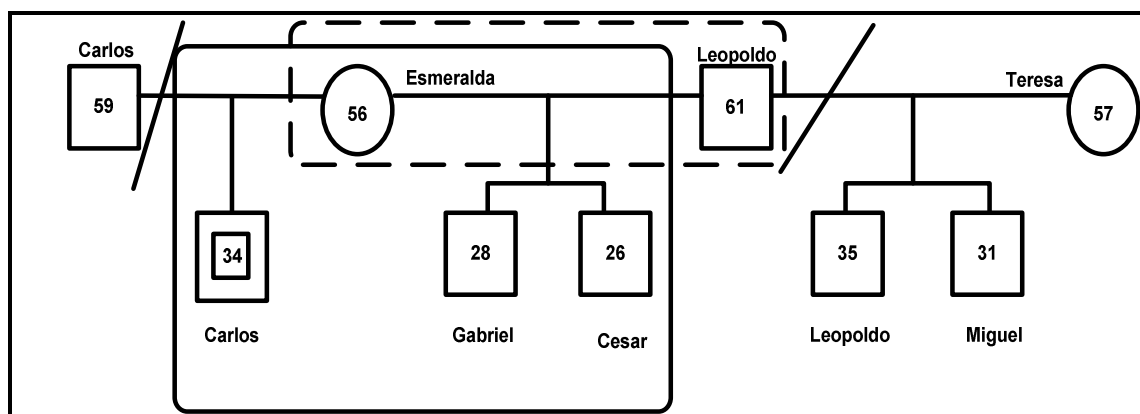 Carlos
Leopoldo
Esmeralda
Teresa
59
56
61
57
34
28
26
35
31
Carlos
Gabriel
Cesar
Leopoldo
Miguel